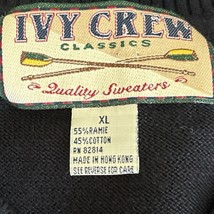 IVY CREW
CLASSICS
Quality Sweaters
XL
55% RAMIE
45% COTTON
RN 82814
MADE IN HONG KONG
SEE REVERSE FOR CARE